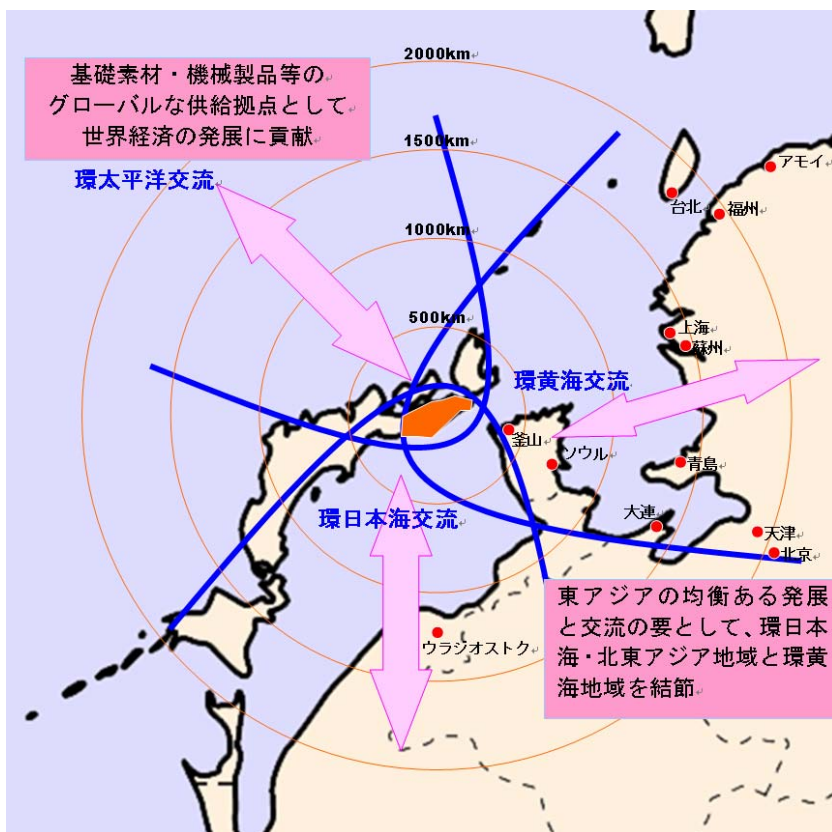 2000km
基礎素材・機械製品等の
グローバルな供給拠点として
世界経済の発展に貢献
1500km
アモイ
環太平洋交流
台北
福州
1000km
500km
上海
蘇州
環黄海交流
釜山
ソウル
青島
環日本海交流
大連
天津
北京
東アジアの均衡ある発展
と交流の要として、環日本
海・北東アジア地域と環黄
海地域を結節
ウラジオストク